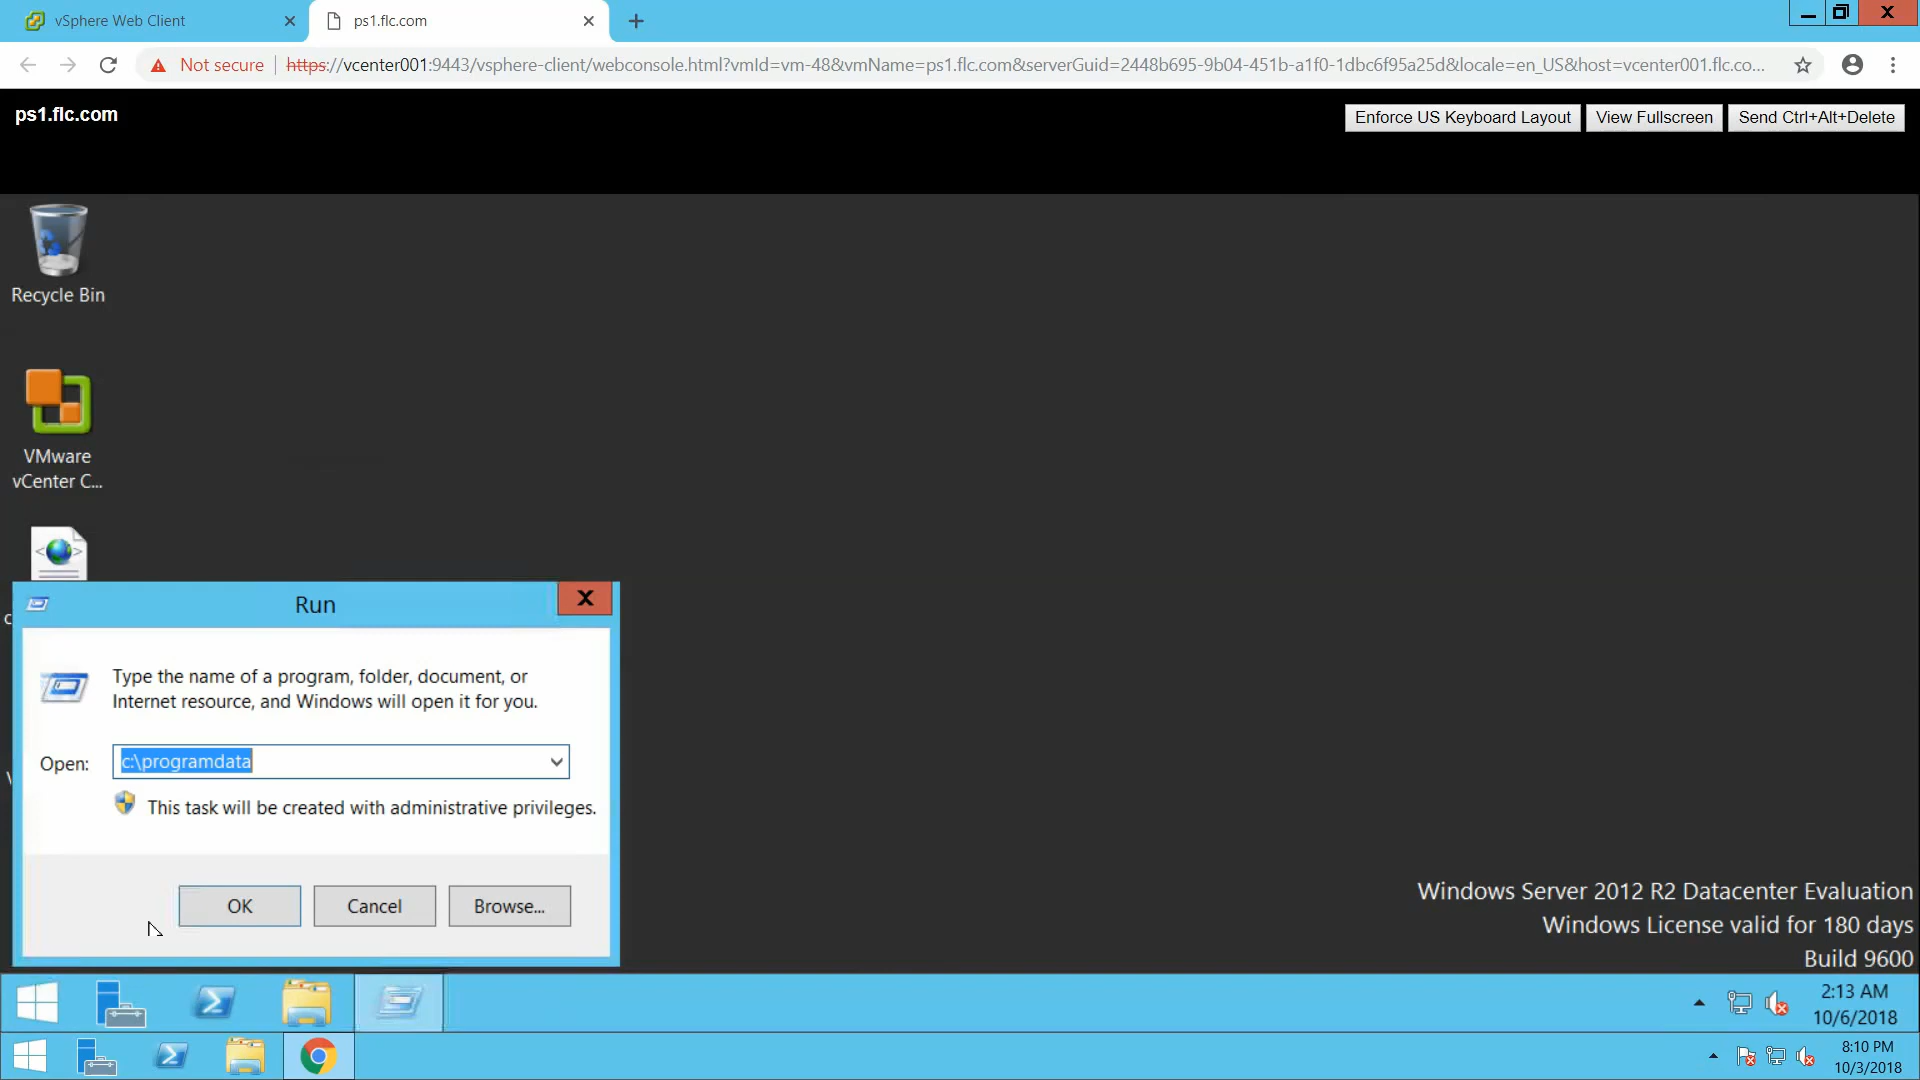 vSphere Web Client
ps1.flc.com
Not secure
https://vcenter001:9443/vsphere-client/webconsole.html?vmId=vm-48&vmName=ps1.flc.com&serverGuid=2448b695-9b04-451b-a1f0-1dbc6f95a25d&locale=en_US&host=vcenter001.flc.co...
ps1.flc.com
Enforce US Keyboard Layout
View Fullscreen
Send Ctrl+Alt+Delete
Recycle Bin
VMware
vCenter C...
Run
Type the name of a program, folder, document, or
Internet resource, and Windows will open it for you.
Open:
c:\programdata
This task will be created with administrative privileges.
OK
Cancel
Browse...
Windows Server 2012 R2 Datacenter Evaluation
Windows License valid for 180 days
Build 9600
2:13 AM
10/6/2018
8:10 PM
10/3/2018